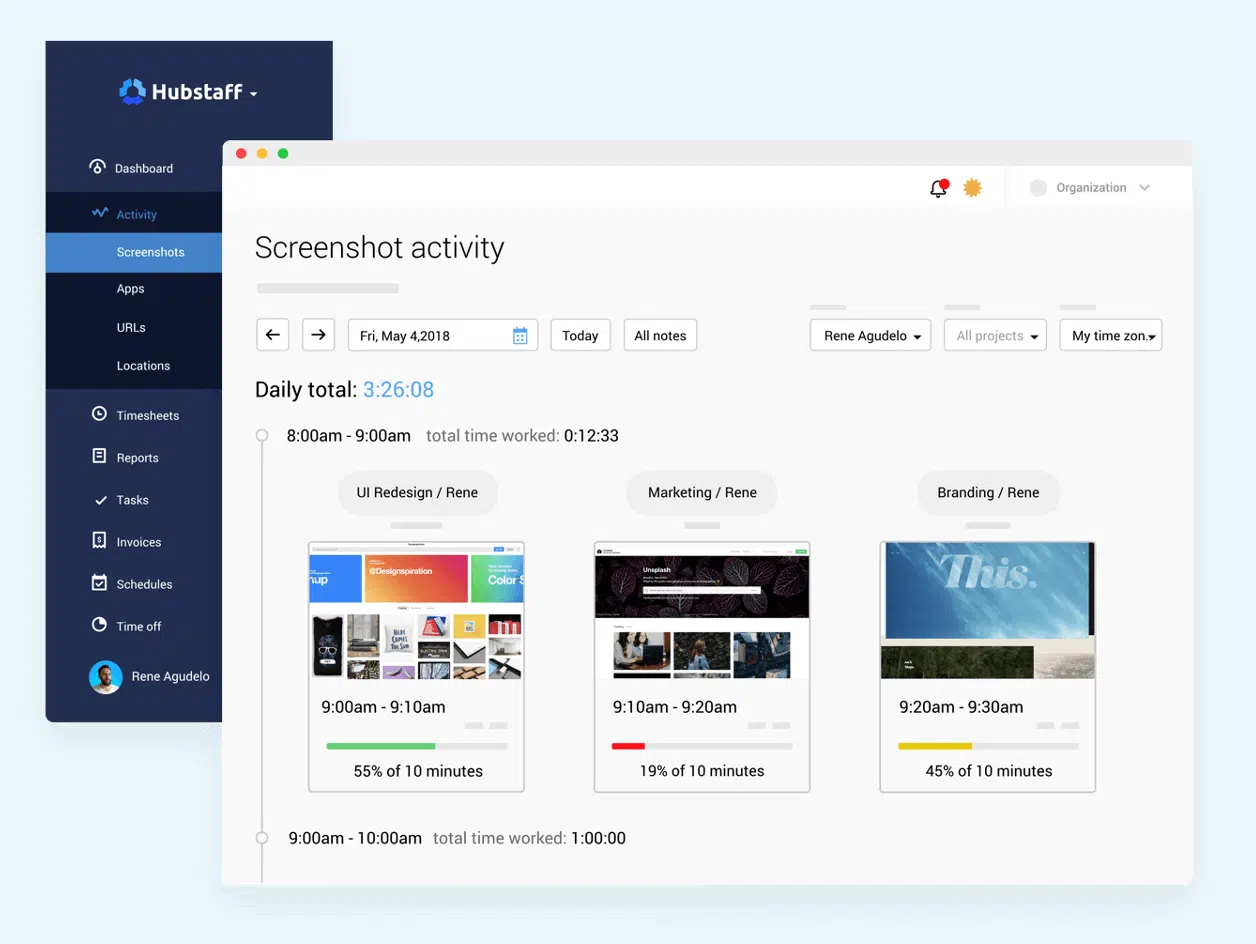 Hubstaff
Dashboard
Activity
Screenshots
Apps
URLs
Locations
Timesheets
Reports
Tasks
Invoices
Schedules
Time off
Rene Agudelo
Organization
Screenshot activity
Fri, May 4,2018
Today
All notes
Rene Agudelo
All projects
My time zon.
Daily total: 3:26:08
8:00am - 9:00am total time worked: 0:12:33
UI Redesign / Rene
Marketing / Rene
Branding / Rene
@Designspiration
Color S
Unsplash
This.
9:00am - 9:10am
9:10am - 9:20am
9:20am - 9:30am
55% of 10 minutes
19% of 10 minutes
45% of 10 minutes
9:00am - 10:00am total time worked: 1:00:00